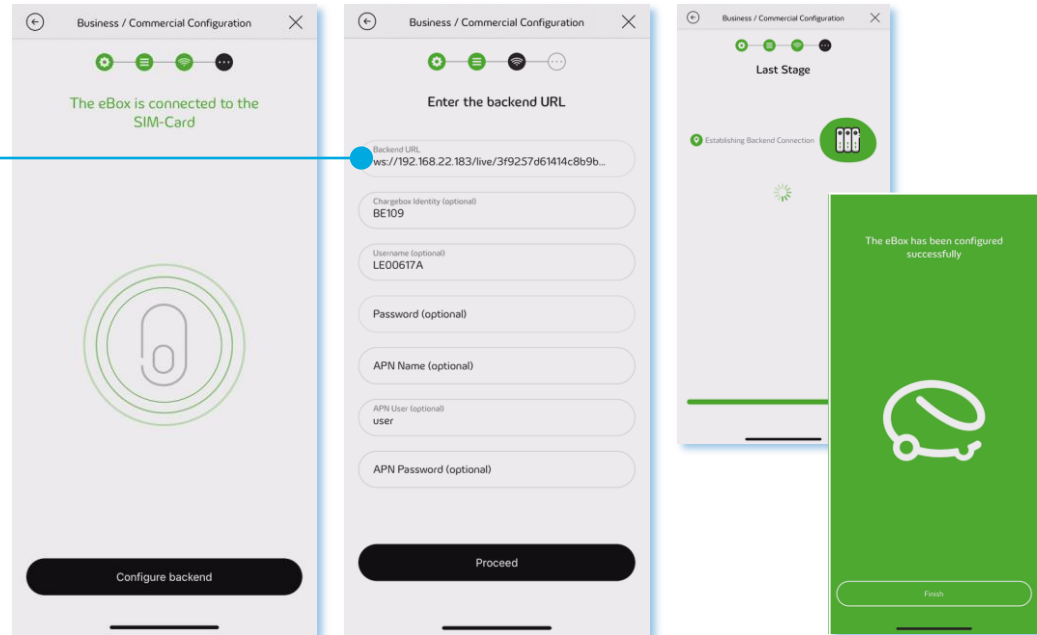 Business / Commercial Configuration
The eBox is connected to the
SIM-Card
Configure backend
Business / Commercial Configuration
Enter the backend URL
Backend URL
ws://192.168.22.183/live/3f9257d61414c8b9b...
Chargebox Identity (optional)
BE109
Username (optional)
LE00617A
Password (optional)
APN Name (optional)
APN User (optional)
user
APN Password (optional)
Proceed
Business / Commercial Configuration
Last Stage
Establishing Backend Connection
The eBox has been configured
successfully
Finish